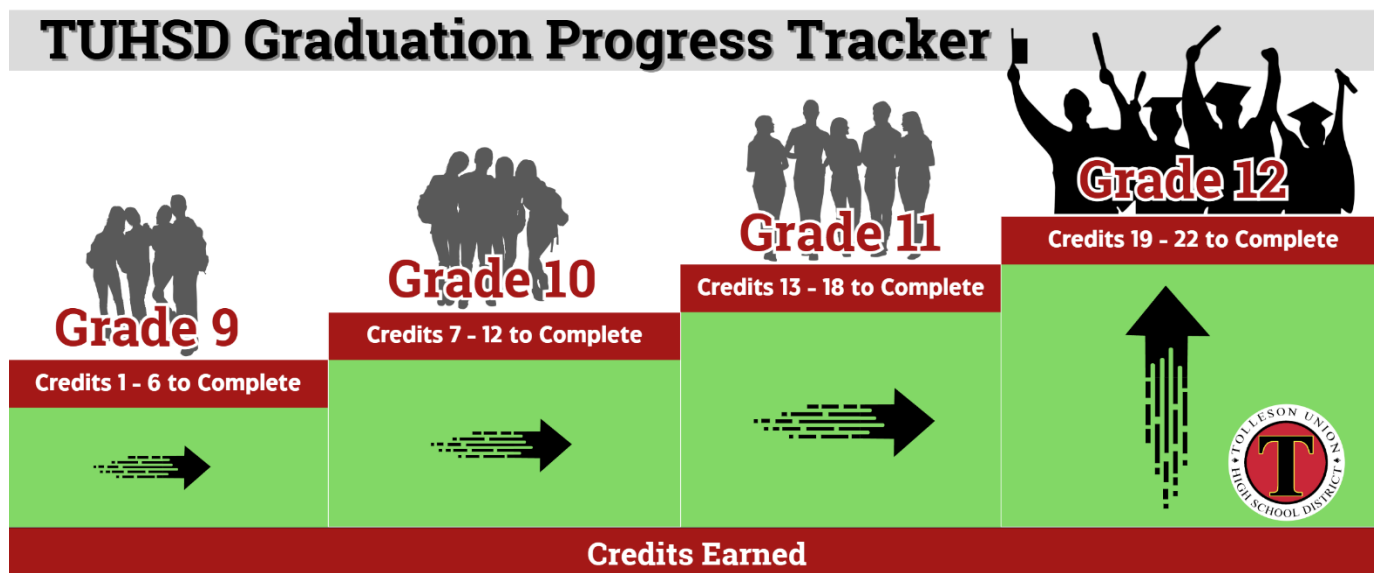 TUHSD Graduation Progress Tracker
Grade 9
Credits 1 - 6 to Complete
Grade 10
Credits 7 - 12 to Complete
Grade 11
Credits 13 - 18 to Complete
Grade 12
Credits 19 - 22 to Complete
TOLLESON UNION
T
HIGH SCHOOL DISTRICT
Credits Earned